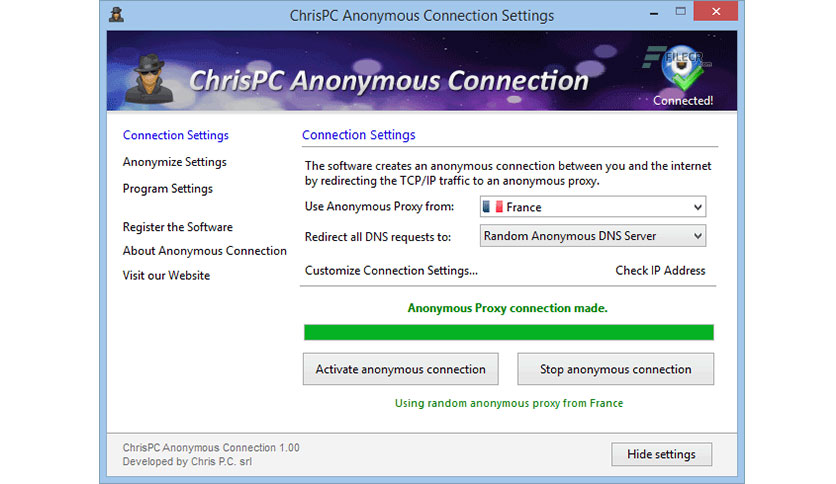 ChrisPC Anonymous Connection Settings
ChrisPC Anonymous Connection
FILECR
.com
Connected!
Connection Settings
Anonymize Settings
Program Settings
Register the Software
About Anonymous Connection
Visit our Website
Connection Settings
The software creates an anonymous connection between you and the internet
by redirecting the TCP/IP traffic to an anonymous proxy.
Use Anonymous Proxy from:
France
Redirect all DNS requests to:
Random Anonymous DNS Server
Customize Connection Settings...
Check IP Address
Anonymous Proxy connection made.
Activate anonymous connection
Stop anonymous connection
Using random anonymous proxy from France
ChrisPC Anonymous Connection 1.00
Developed by Chris P.C. srl
Hide settings